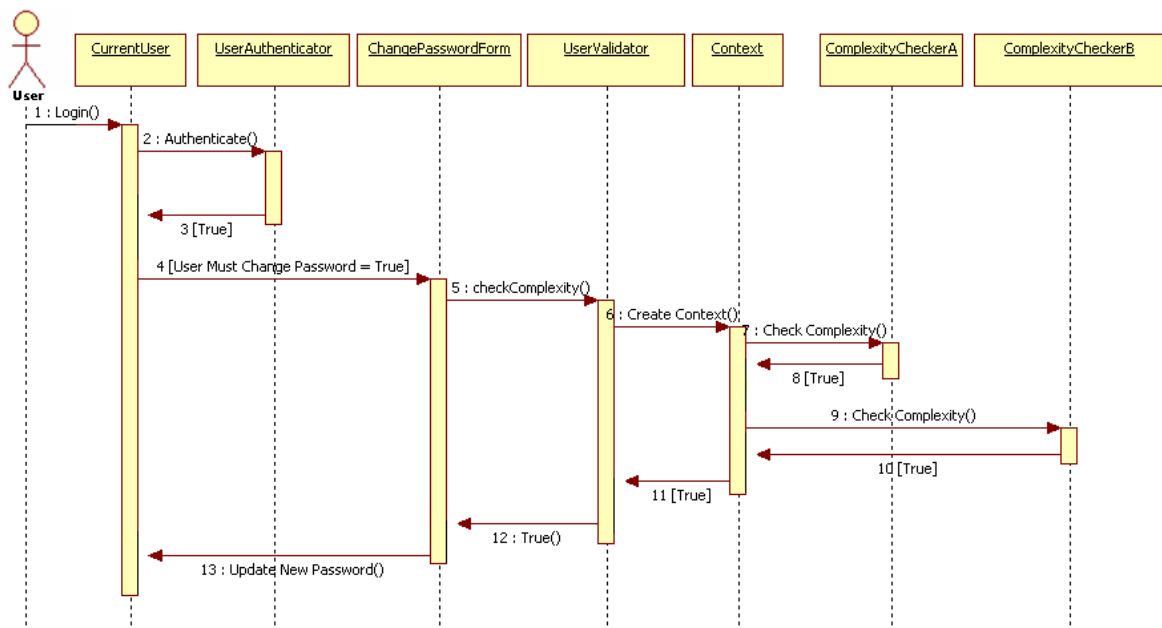 CurrentUser
UserAuthenticator
ChangePasswordForm
UserValidator
Context
ComplexityCheckerA
ComplexityCheckerB
User
1 : Login()
2 : Authenticate()
3 [True]
4 [User Must Change Password = True]
5 : checkComplexity()
6 : Create Context()
7 : Check Complexity()
8 [True]
9 : Check Complexity()
10 [True]
11 [True]
12 : True()
13 : Update New Password()